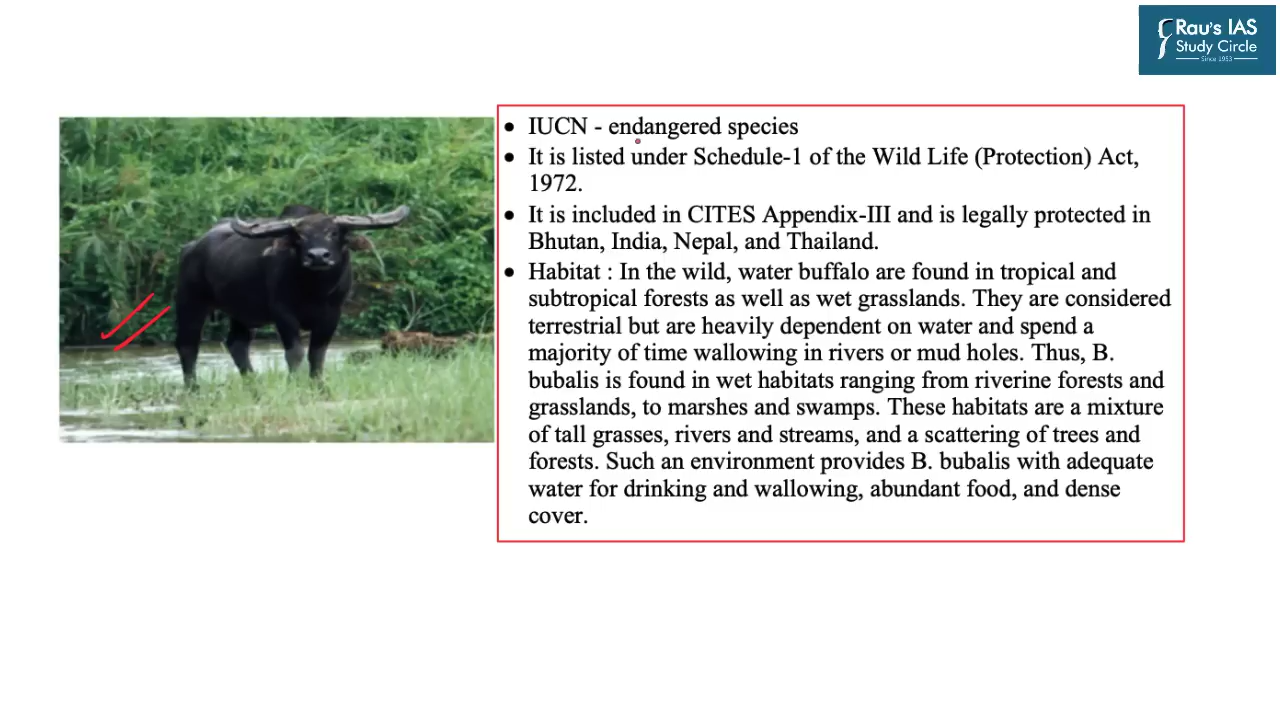 Rau's IAS
Study Circle
Since 1953
• IUCN - endangered species
• It is listed under Schedule-1 of the Wild Life (Protection) Act,
1972.
• It is included in CITES Appendix-III and is legally protected in
Bhutan, India, Nepal, and Thailand.
• Habitat : In the wild, water buffalo are found in tropical and
subtropical forests as well as wet grasslands. They are considered
terrestrial but are heavily dependent on water and spend a
majority of time wallowing in rivers or mud holes. Thus, B.
bubalis is found in wet habitats ranging from riverine forests and
grasslands, to marshes and swamps. These habitats are a mixture
of tall grasses, rivers and streams, and a scattering of trees and
forests. Such an environment provides B. bubalis with adequate
water for drinking and wallowing, abundant food, and dense
cover.